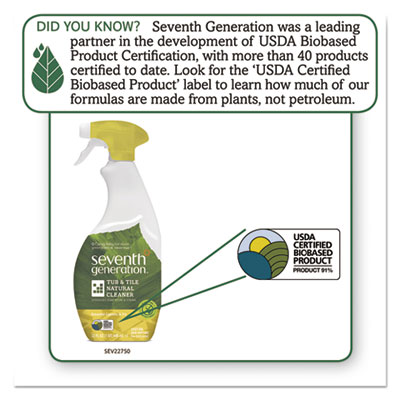 DID YOU KNOW? Seventh Generation was a leading
partner in the development of USDA Biobased
Product Certification, with more than 40 products
certified to date. Look for the ‘USDA Certified
Biobased Product’ label to learn how much of our
formulas are made from plants, not petroleum.
seventh
generation
TUB & TILE
NATURAL
CLEANER
USDA
CERTIFIED
BIOBASED
PRODUCT
PRODUCT 91%
SEV22750